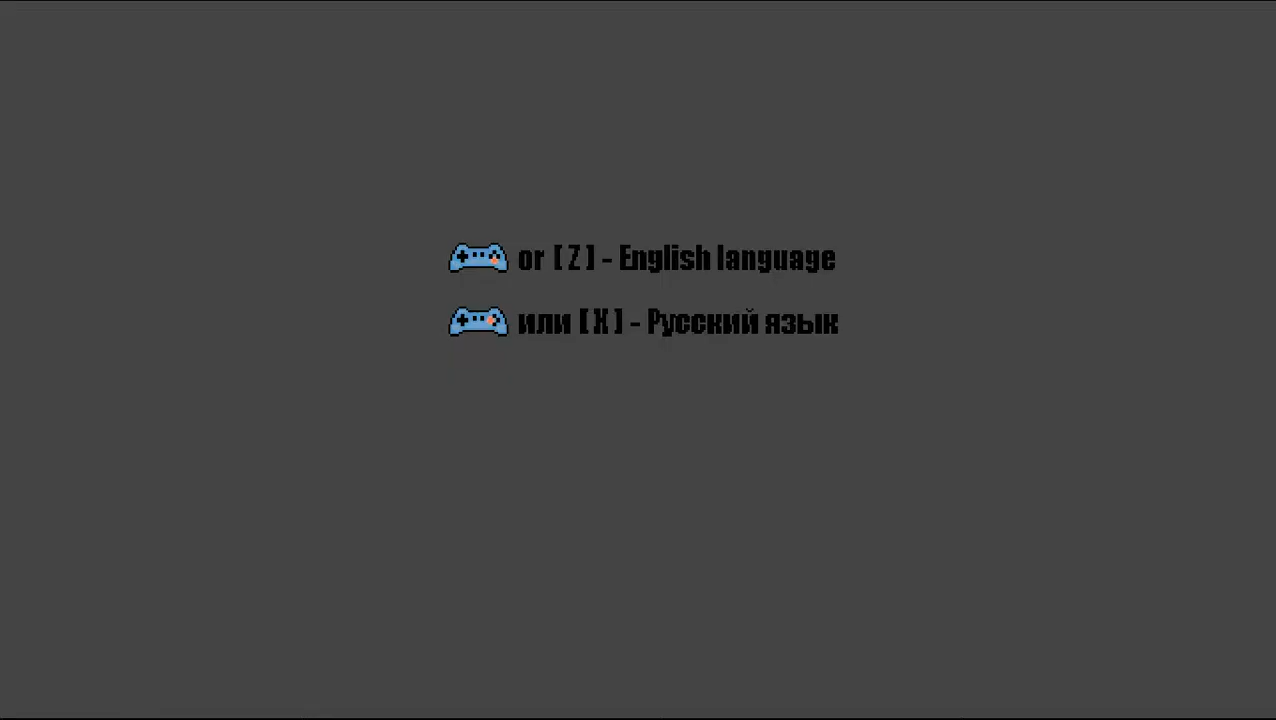 or [ Z ] - English language
или [ X ] - Русский язык